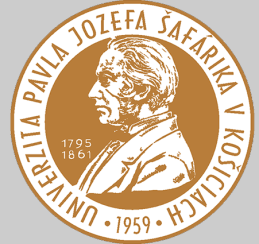 UNIVERZITA PAVLA JOZEFA ŠAFÁRIKA V KOŠICIACH
1795
1861
• 1959 •